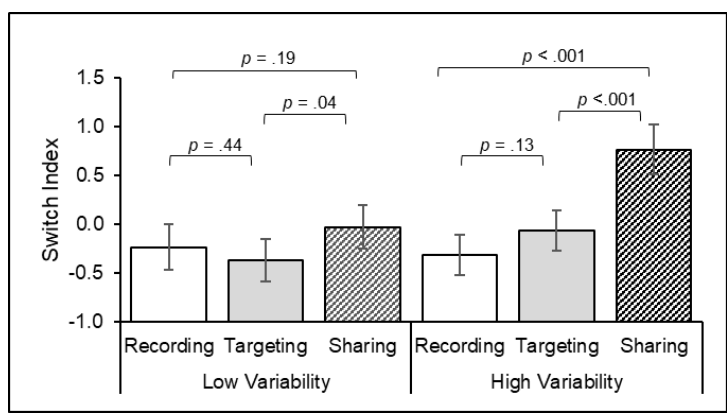 p = .19
p < .001
1.5
p = .04
p <.001
1.0
p = .44
p = .13
0.5
Switch Index
0.0
-0.5
-1.0
Recording Targeting Sharing Recording Targeting Sharing
Low Variability High Variability